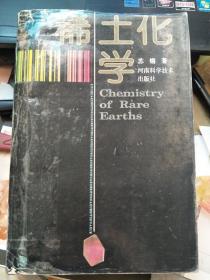 稀土化
学
苏锵 著
河南科学技术
出版社
Chemistry
of Rare
Earths